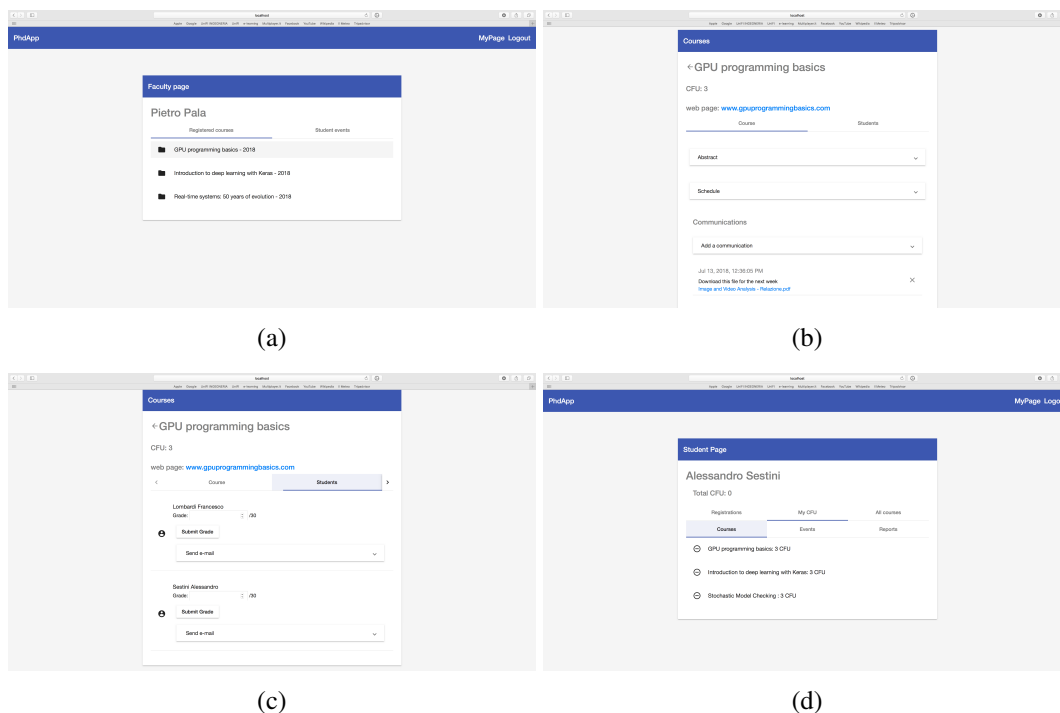 localhost
PhdApp
MyPage Logout
Faculty page
Pietro Pala
Registered courses
Student events
GPU programming basics - 2018
Introduction to deep learning with Keras - 2018
Real-time systems: 50 years of evolution - 2018
(a)
localhost
Courses
←GPU programming basics
CFU: 3
web page: www.gpuprogrammingbasics.com
Course
Students
Abstract
Schedule
Communications
Add a communication
Jul 13, 2018, 12:36:05 PM
Download this file for the next week
Image and Video Analysis - Relazione.pdf
(b)
localhost
Courses
←GPU programming basics
CFU: 3
web page: www.gpuprogrammingbasics.com
Course
Students
Lombardi Francesco
Grade: /30
Submit Grade
Send e-mail
Sestini Alessandro
Grade: /30
Submit Grade
Send e-mail
(c)
localhost
PhdApp
MyPage Logo
Student Page
Alessandro Sestini
Total CFU: 0
Registrations
My CFU
All courses
Courses
Events
Reports
GPU programming basics: 3 CFU
Introduction to deep learning with Keras: 3 CFU
Stochastic Model Checking : 3 CFU
(d)